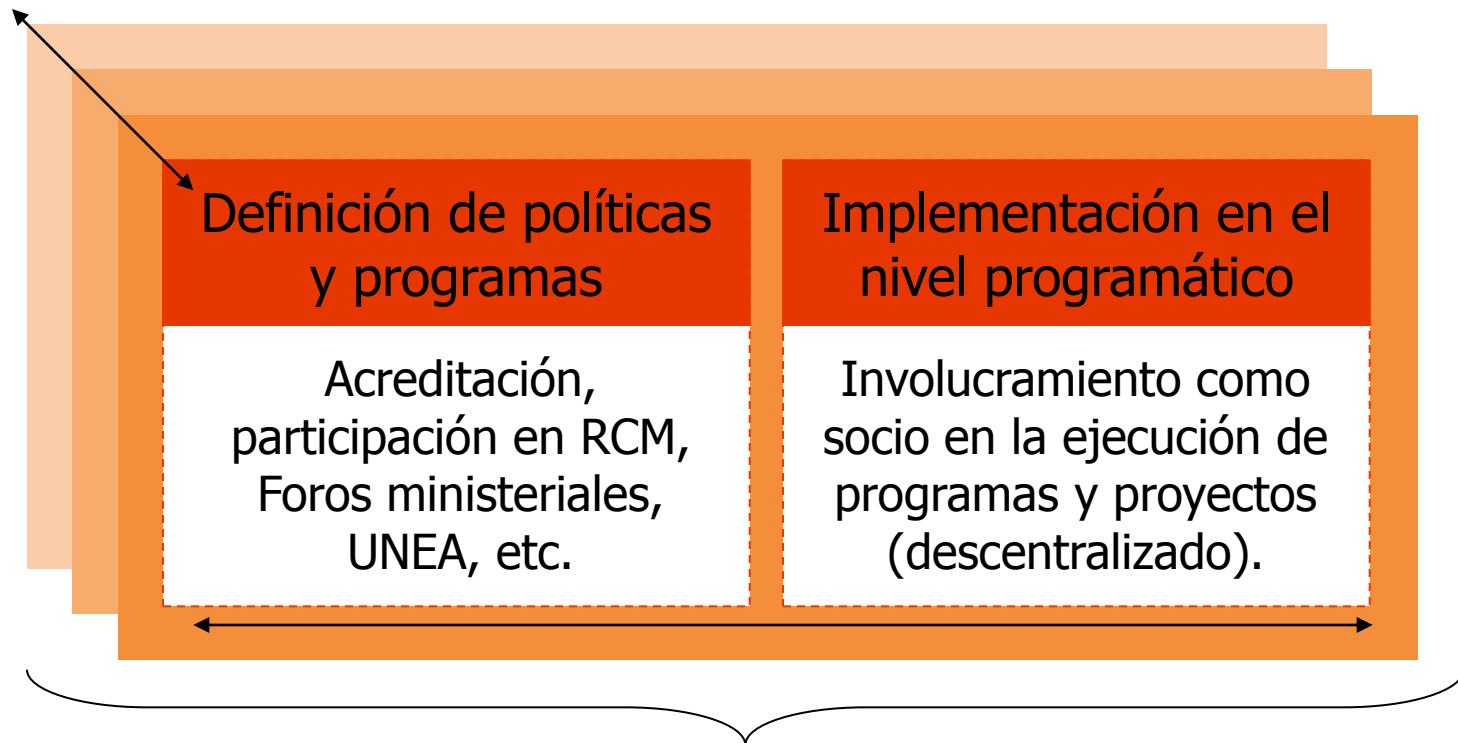 Definición de políticas
y programas
Acreditación,
participación en RCM,
Foros ministeriales,
UNEA, etc.
Implementación en el
nivel programático
Involucramiento como
socio en la ejecución de
programas y proyectos
(descentralizado).